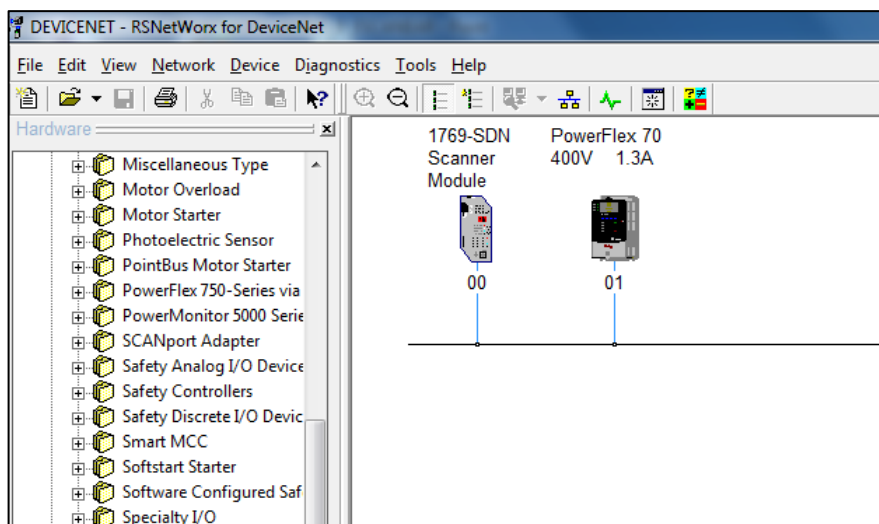 DEVICENET - RSNetWorx for DeviceNet
File Edit View Network Device Diagnostics Tools Help
Hardware
Miscellaneous Type
Motor Overload
Motor Starter
Photoelectric Sensor
PointBus Motor Starter
PowerFlex 750-Series via
PowerMonitor 5000 Serie
SCANport Adapter
Safety Analog I/O Device
Safety Controllers
Safety Discrete I/O Devic
Smart MCC
Softstart Starter
Software Configured Saf
Specialty I/O
1769-SDN
Scanner
Module
00
PowerFlex 70
400V 1.3A
01